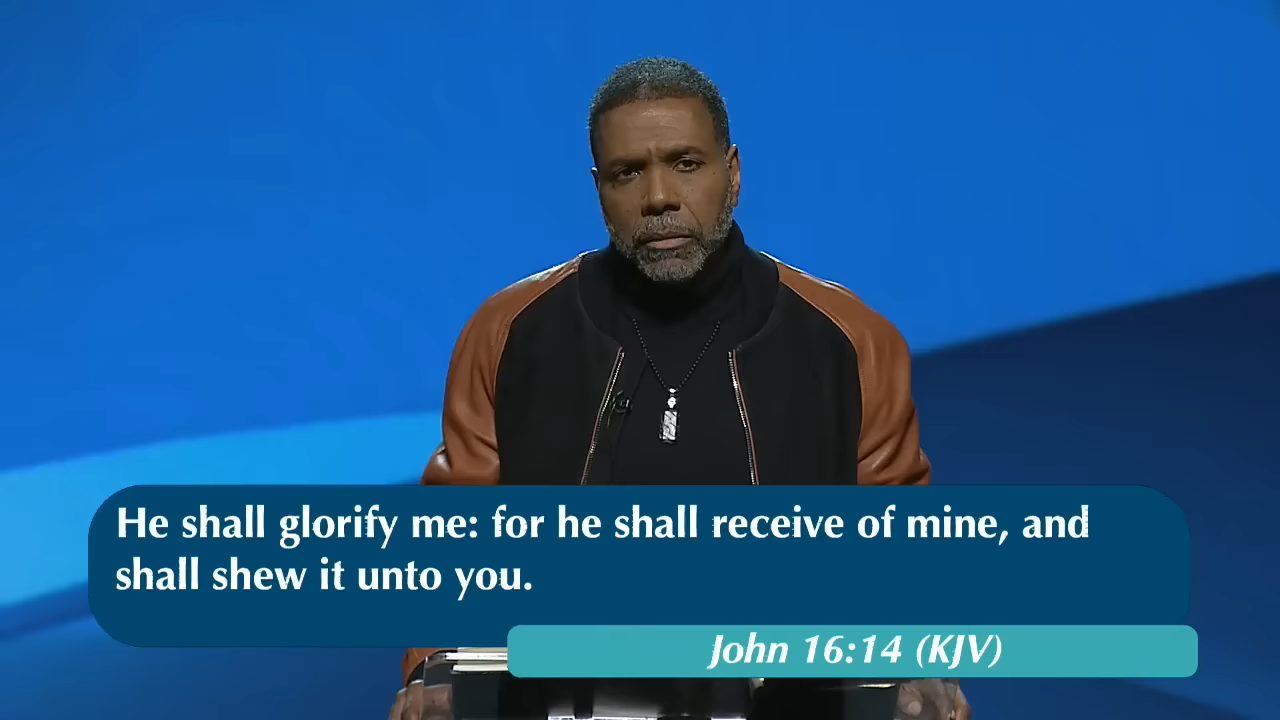 He shall glorify me: for he shall receive of mine, and
shall shew it unto you.
John 16:14 (KJV)